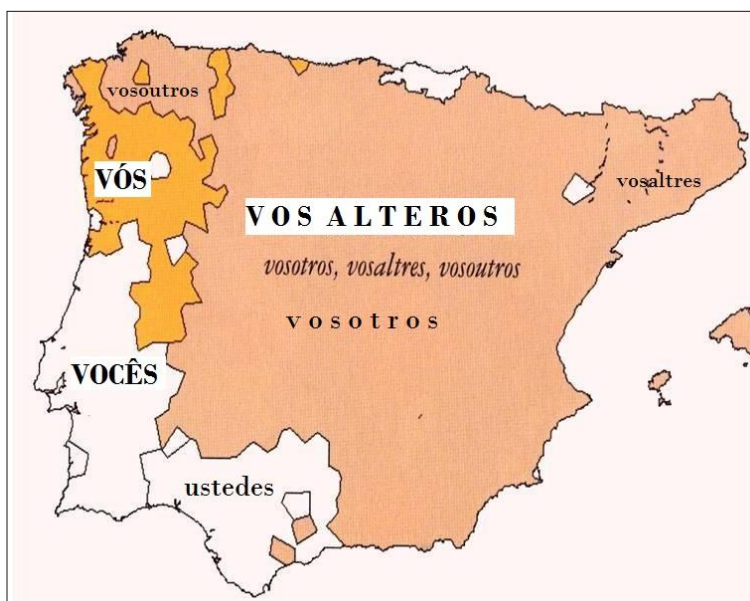 vosoutros
VÓS
vosaltres
VOS ALTEROS
vosotros, vosaltres, vosoutros
vosotros
VOCÊS
ustedes